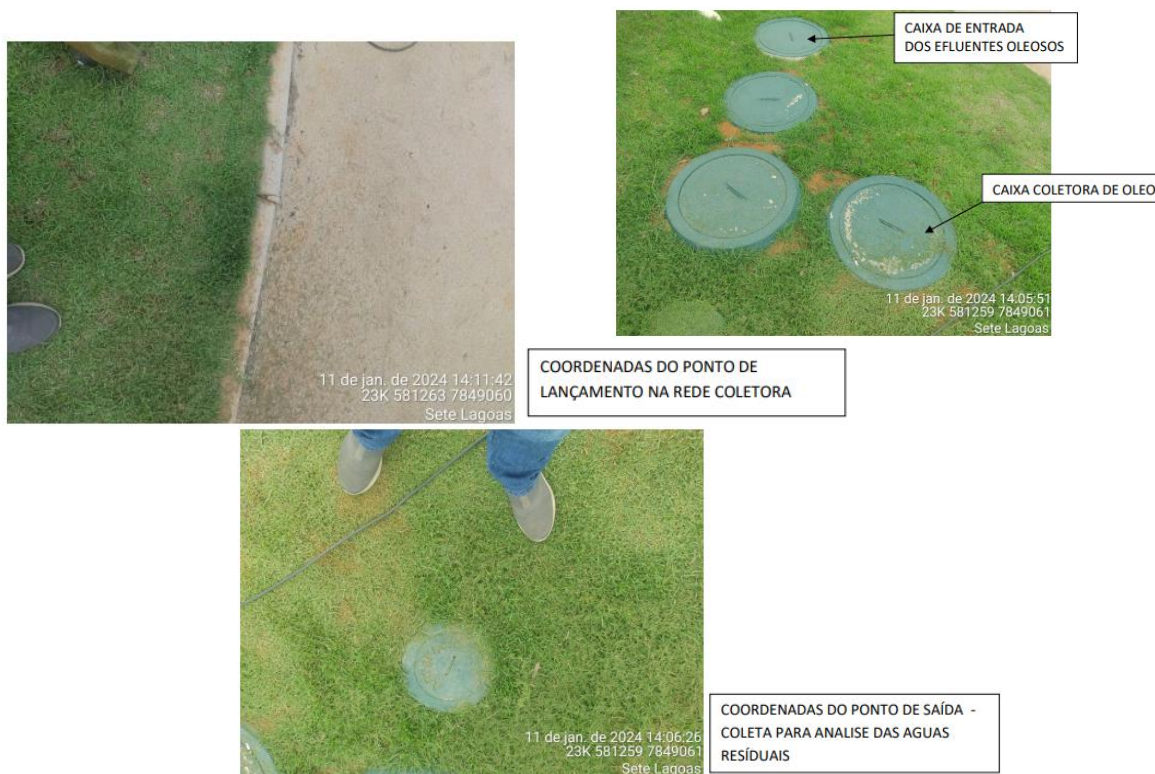 CAIXA DE ENTRADA
DOS EFLUENTES OLEOSOS
CAIXA COLETORA DE OLEO
11 de jan. de 2024 14:05:51
23K 581259 7849061
Sete Lagoas
11 de jan. de 2024 14:11:42
23K 581263 7849060
Sete Lagoas
COORDENADAS DO PONTO DE
LANÇAMENTO NA REDE COLETORA
11 de jan. de 2024 14:06:26
23K 581259 7849061
Sete Lagoas
COORDENADAS DO PONTO DE SAÍDA -
COLETA PARA ANALISE DAS AGUAS
RESÍDUAIS